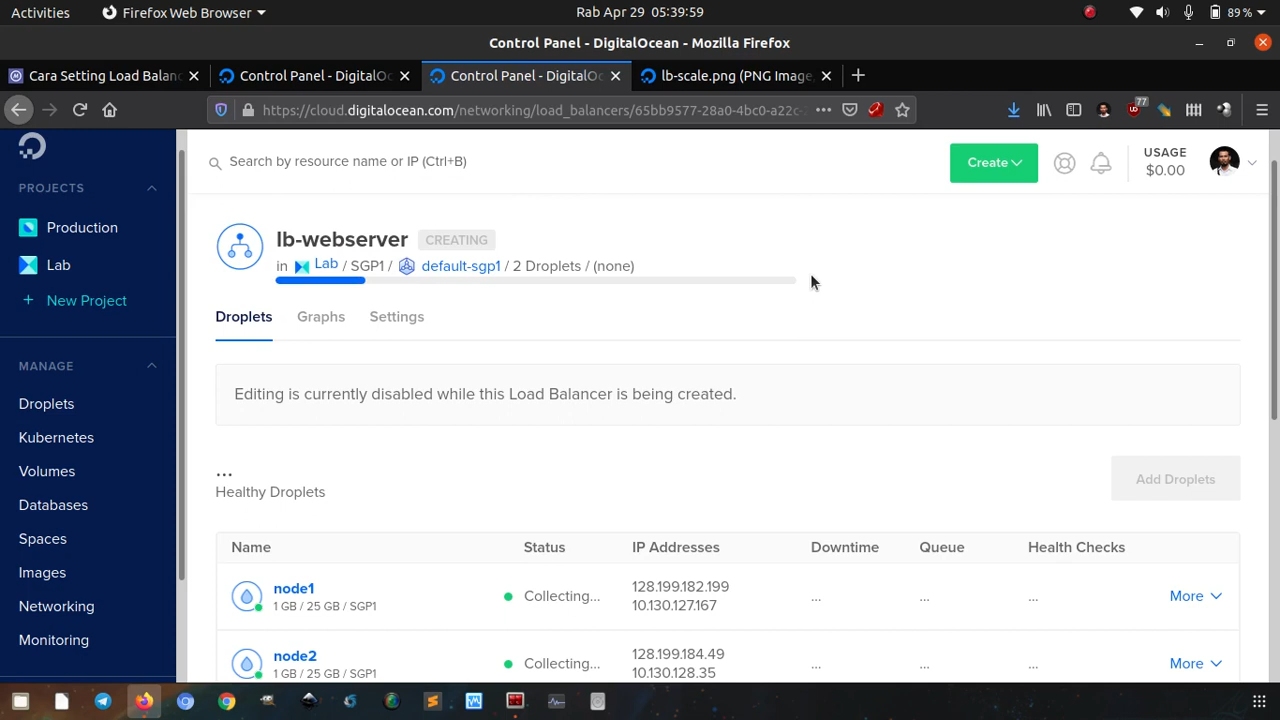 Activities
Firefox Web Browser
Rab Apr 29 05:39:59
89 %
Control Panel - DigitalOcean - Mozilla Firefox
Cara Setting Load Balan
Control Panel - DigitalOc
Control Panel - DigitalOc
lb-scale.png (PNG Image,
https://cloud.digitalocean.com/networking/load_balancers/65bb9577-28a0-4bc0-a22c-
77
Search by resource name or IP (Ctrl+B)
Create
USAGE
$0.00
PROJECTS
Production
Lab
+ New Project
MANAGE
Droplets
Kubernetes
Volumes
Databases
Spaces
Images
Networking
Monitoring
lb-webserver CREATING
in Lab / SGP1 / default-sgp1 / 2 Droplets / (none)
Droplets Graphs Settings
Editing is currently disabled while this Load Balancer is being created.
...
Healthy Droplets
Add Droplets
Name Status IP Addresses Downtime Queue Health Checks
node1
1 GB / 25 GB / SGP1
Collecting...
128.199.182.199
10.130.127.167
... ... ...
More
node2
1 GB / 25 GB / SGP1
Collecting...
128.199.184.49
10.130.128.35
... ... ...
More